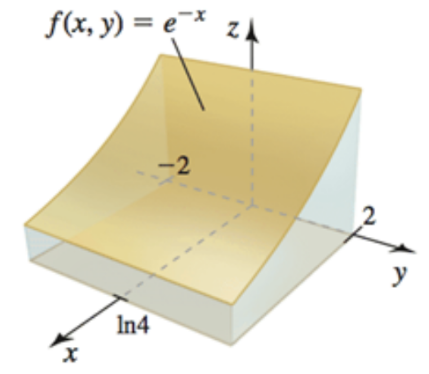 f(x, y) = e⁻ˣ
z
−2
2
y
ln4
x